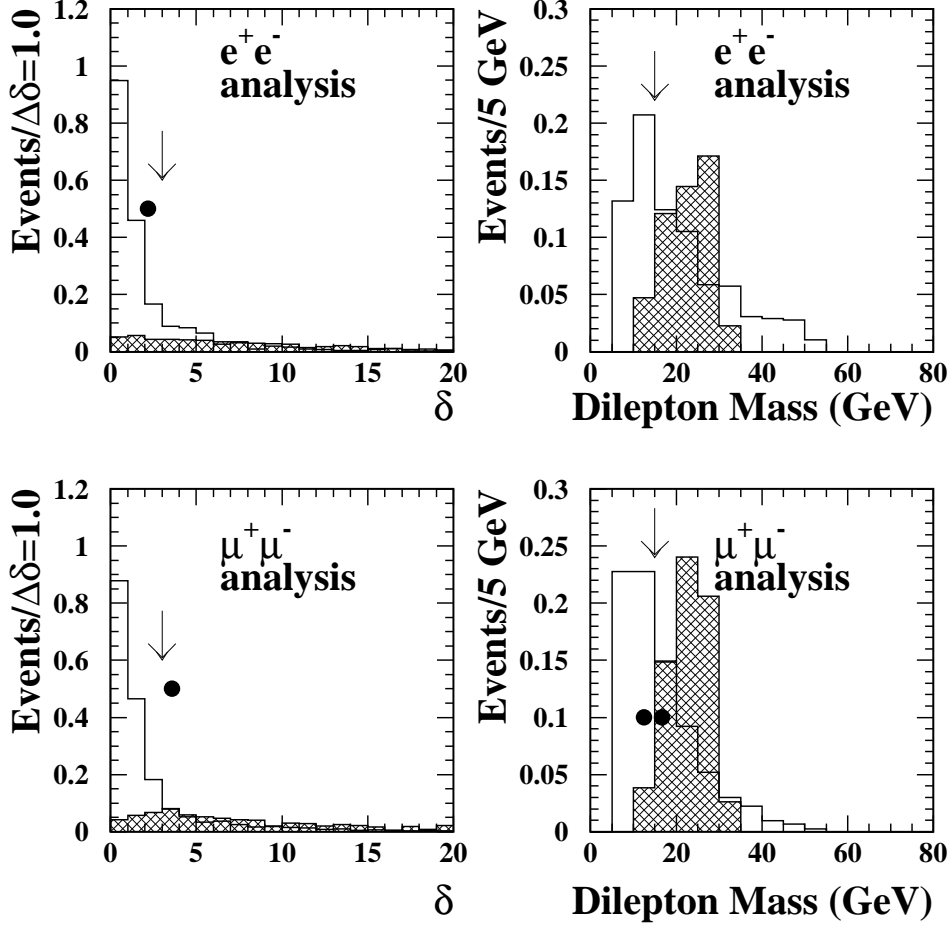 Events/Δδ=1.0
1.2
1
0.8
0.6
0.4
0.2
0
e⁺e⁻
analysis
0 5 10 15 20
δ
Events/5 GeV
0.3
0.25
0.2
0.15
0.1
0.05
0
e⁺e⁻
analysis
0 20 40 60 80
Dilepton Mass (GeV)
Events/Δδ=1.0
1.2
1
0.8
0.6
0.4
0.2
0
μ⁺μ⁻
analysis
0 5 10 15 20
δ
Events/5 GeV
0.3
0.25
0.2
0.15
0.1
0.05
0
μ⁺μ⁻
analysis
0 20 40 60 80
Dilepton Mass (GeV)